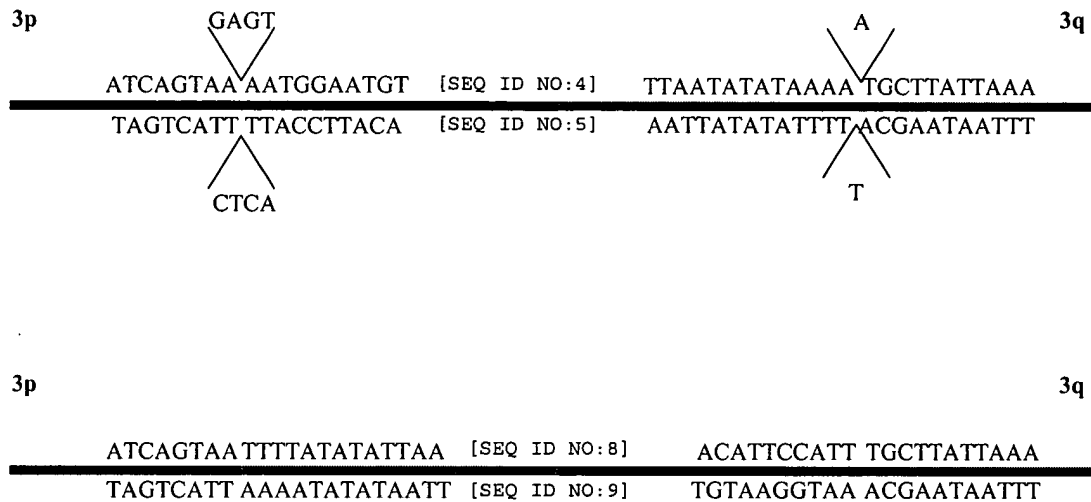 3p GAGT A 3q
ATCAGTAA AATGGAATGT [SEQ ID NO:4] TTAATATATAAAA TGCTTATTAAA
TAGTCATT TTACCTTACA [SEQ ID NO:5] AATTATATATTTT ACGAATAATTT
CTCA T
3p 3q
ATCAGTAA TTTTATATATTAA [SEQ ID NO:8] ACATTCCATT TGCTTATTAAA
TAGTCATT AAAATATATAATT [SEQ ID NO:9] TGTAAGGTAA ACGAATAATTT